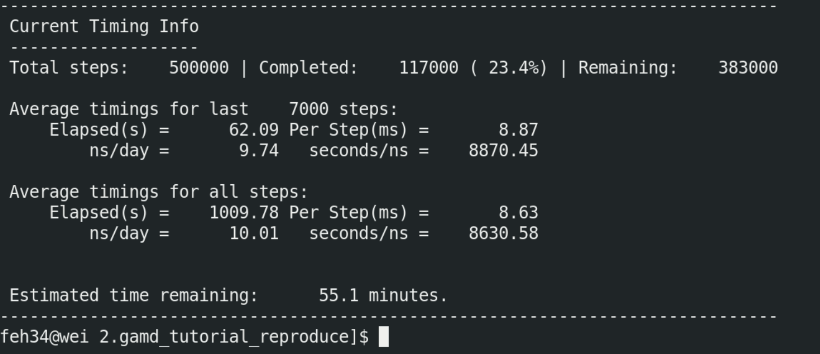 ------------------------------------------------------------------------------
Current Timing Info
-------------------
Total steps:    500000 | Completed:    117000 ( 23.4%) | Remaining:    383000
Average timings for last    7000 steps:
Elapsed(s) =      62.09 Per Step(ms) =       8.87
ns/day =       9.74   seconds/ns =    8870.45
Average timings for all steps:
Elapsed(s) =    1009.78 Per Step(ms) =       8.63
ns/day =      10.01   seconds/ns =    8630.58
Estimated time remaining:      55.1 minutes.
------------------------------------------------------------------------------
feh34@wei 2.gamd_tutorial_reproduce]$